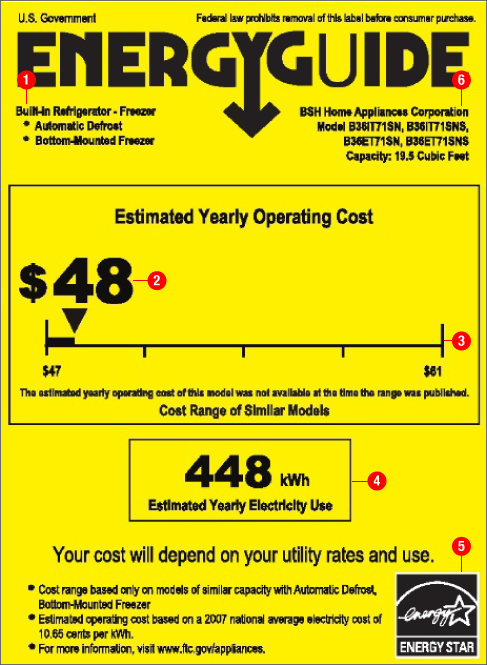 U.S. Government
Federal law prohibits removal of this label before consumer purchase.
ENERGYGUIDE
1
6
Built-in Refrigerator - Freezer
• Automatic Defrost
• Bottom-Mounted Freezer
BSH Home Appliances Corporation
Model B36IT71SN, B36IT71SNS,
B36ET71SN, B36ET71SNS
Capacity: 19.5 Cubic Feet
Estimated Yearly Operating Cost
$48
2
3
$47
$61
The estimated yearly operating cost of this model was not available at the time the range was published.
Cost Range of Similar Models
448 kWh
4
Estimated Yearly Electricity Use
5
Your cost will depend on your utility rates and use.
• Cost range based only on models of similar capacity with Automatic Defrost,
Bottom-Mounted Freezer
• Estimated operating cost based on a 2007 national average electricity cost of
10.65 cents per kWh.
• For more information, visit www.ftc.gov/appliances.
energy
ENERGY STAR